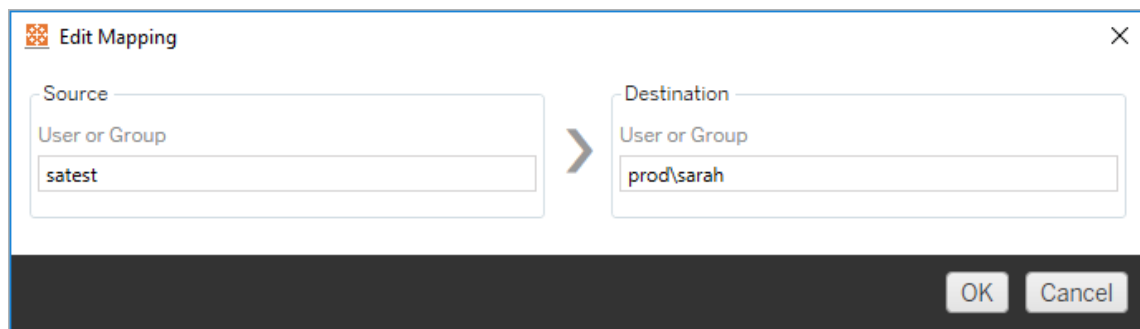 Edit Mapping
Source
User or Group
satest
Destination
User or Group
prod\sarah
OK
Cancel